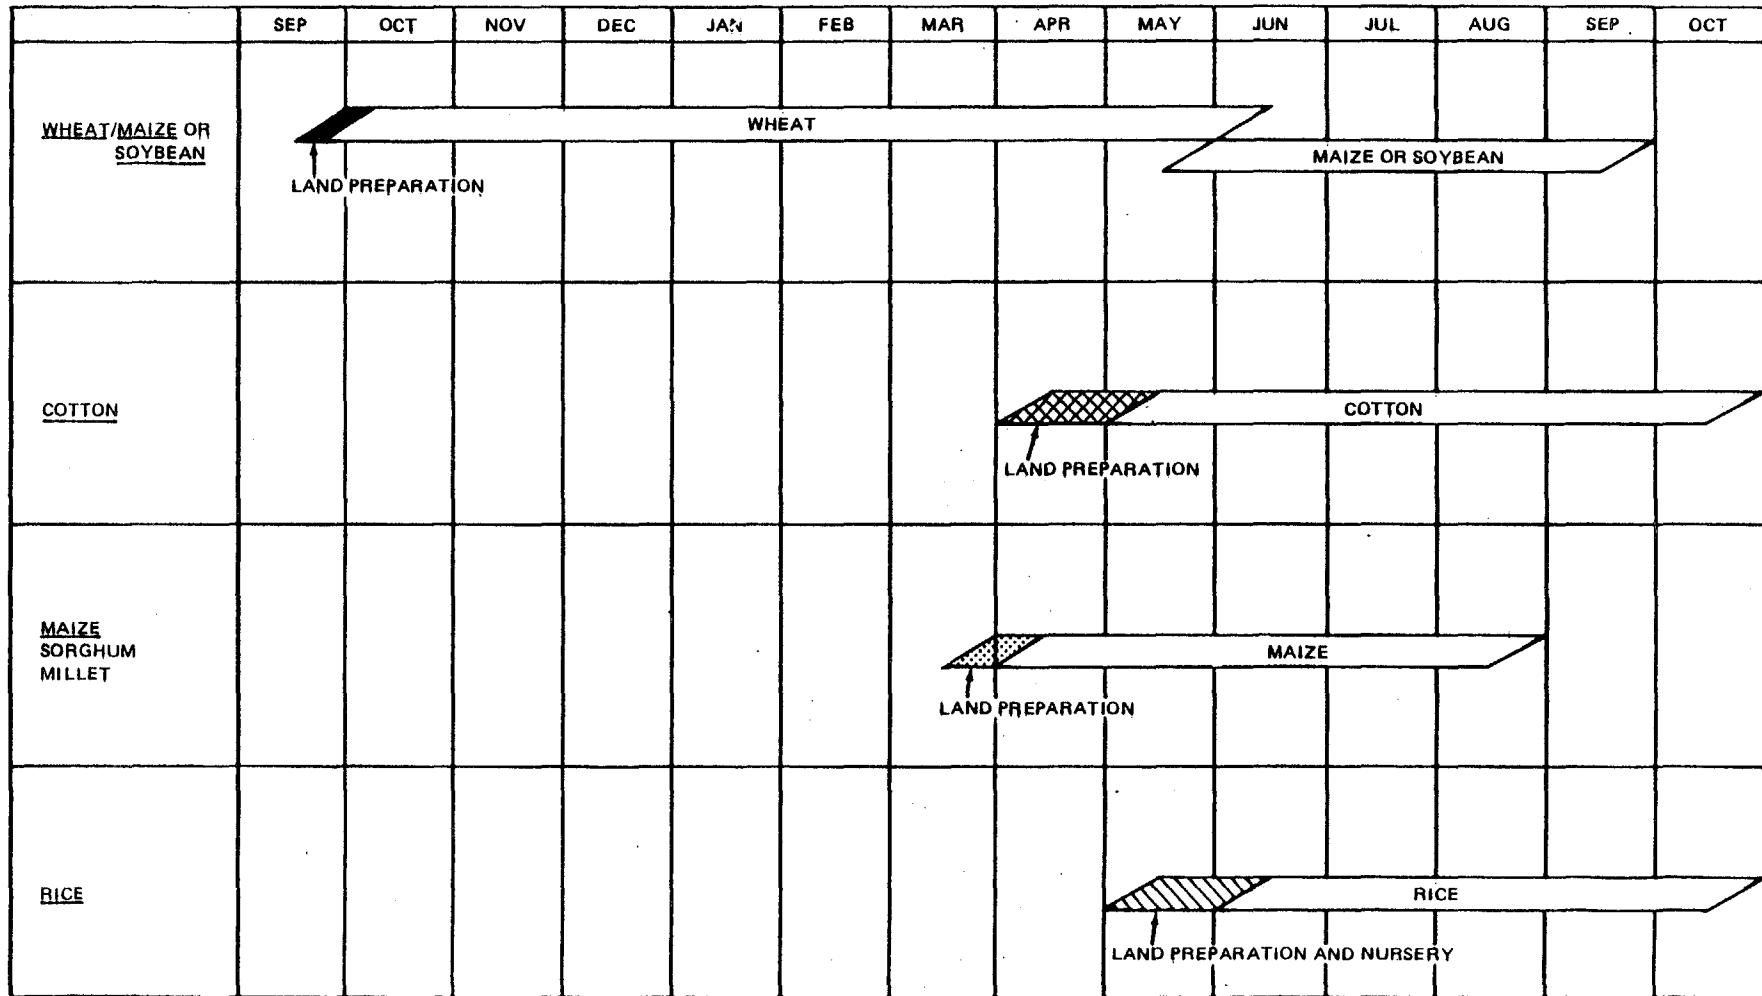 SEP OCT NOV DEC JAN FEB MAR APR MAY JUN JUL AUG SEP OCT
WHEAT/MAIZE OR
SOYBEAN
WHEAT
MAIZE OR SOYBEAN
LAND PREPARATION
COTTON
COTTON
LAND PREPARATION
MAIZE
SORGHUM
MILLET
MAIZE
LAND PREPARATION
RICE
RICE
LAND PREPARATION AND NURSERY